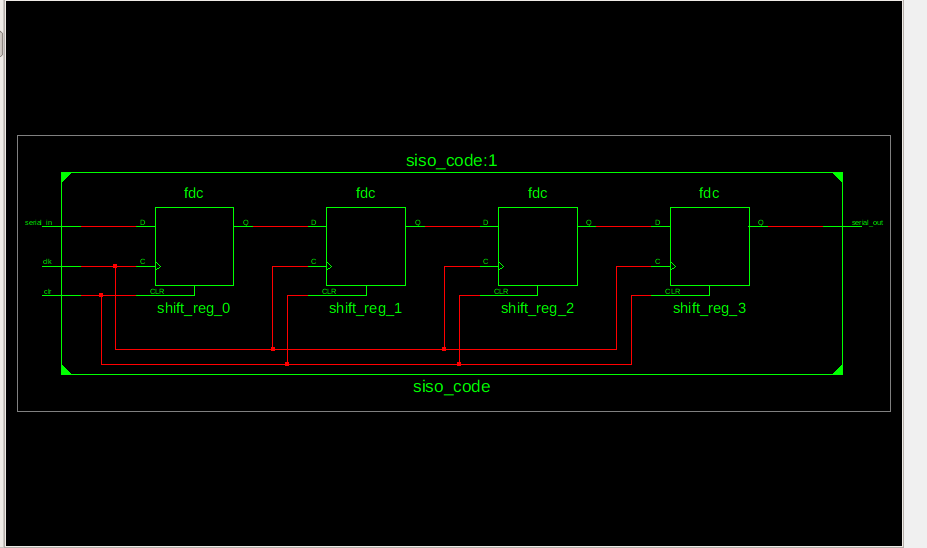 siso_code:1
fdc fdc fdc fdc
serial_in D Q D Q D Q D Q serial_out
clk C C C C
clr CLR CLR CLR CLR
shift_reg_0 shift_reg_1 shift_reg_2 shift_reg_3
siso_code